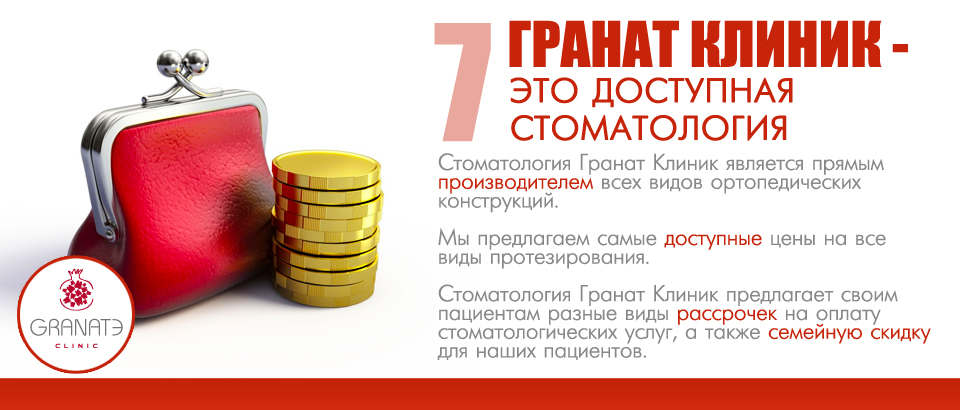 7
ГРАНАТ КЛИНИК -
ЭТО ДОСТУПНАЯ
СТОМАТОЛОГИЯ
Стоматология Гранат Клиник является прямым
производителем всех видов ортопедических
конструкций.
Мы предлагаем самые доступные цены на все
виды протезирования.
Стоматология Гранат Клиник предлагает своим
пациентам разные виды рассрочек на оплату
стоматологических услуг, а также семейную скидку
для наших пациентов.
GRANATЭ
CLINIC